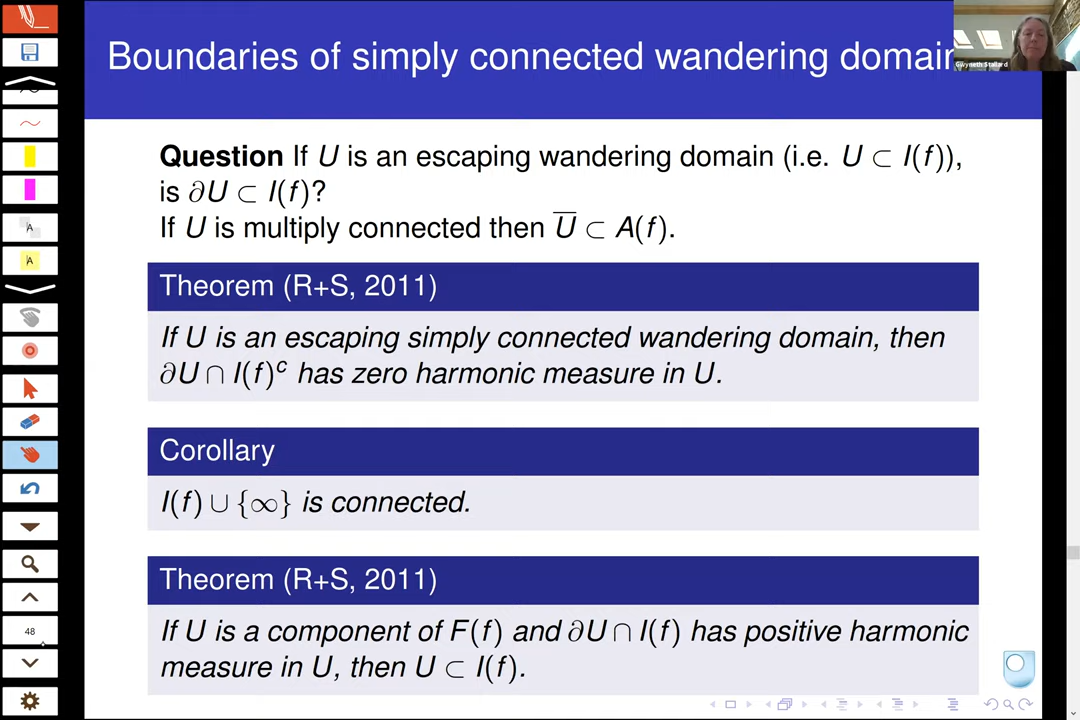 Boundaries of simply connected wandering domain
Gwyneth Stallard
Question If U is an escaping wandering domain (i.e. U ⊂ I(f)),
is ∂U ⊂ I(f)?
If U is multiply connected then U̅ ⊂ A(f).
Theorem (R+S, 2011)
If U is an escaping simply connected wandering domain, then
∂U ∩ I(f)ᶜ has zero harmonic measure in U.
Corollary
I(f) ∪ {∞} is connected.
Theorem (R+S, 2011)
If U is a component of F(f) and ∂U ∩ I(f) has positive harmonic
measure in U, then U ⊂ I(f).
A
A
48